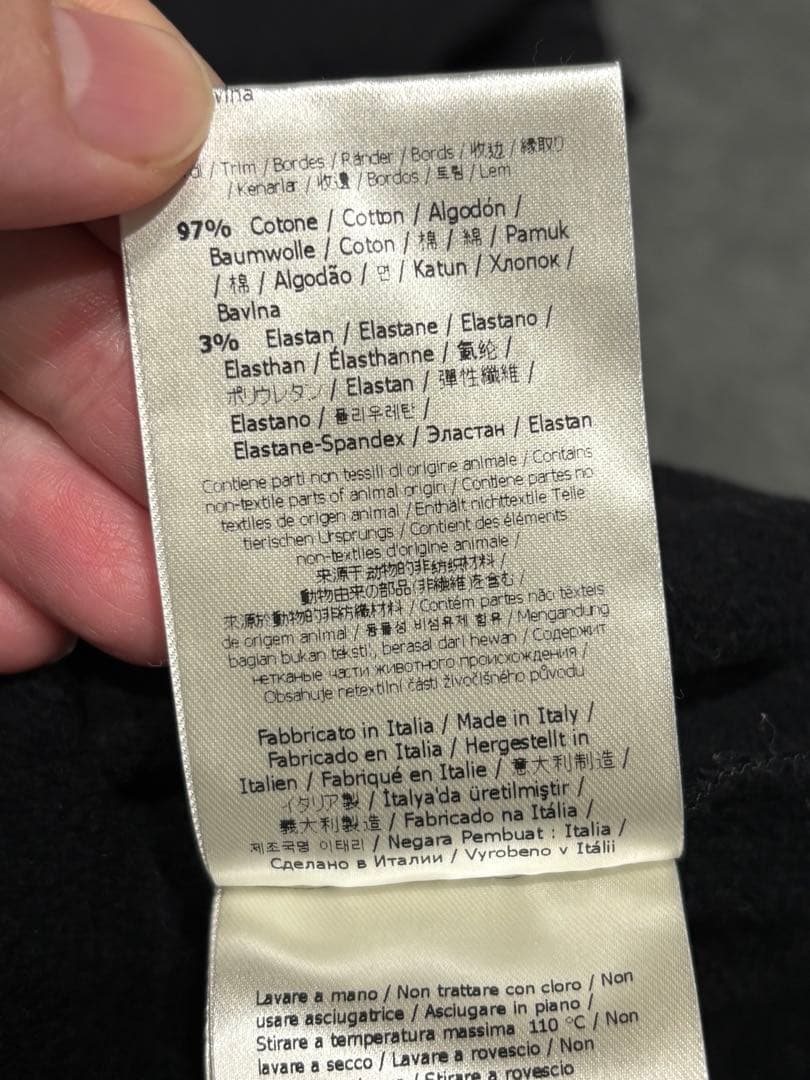 / Trim / Bordes / Ränder / Bords / 收边 / 縁取り
/ Kenarlar / 收邊 / Bordos / 트림 / Lem
97% Cotone / Cotton / Algodón /
Baumwolle / Coton / 棉 / 綿 / Pamuk
/ 棉 / Algodão / 면 / Katun / Хлопок /
Bavlna
3% Elastan / Elastane / Elastano /
Elasthan / Élasthanne / 氨纶 /
ポリウレタン / Elastan / 彈性纖維 /
Elastano / 폴리우레탄 /
Elastane-Spandex / Эластан / Elastan
Contiene parti non tessili di origine animale / Contains
non-textile parts of animal origin / Contiene partes no
textiles de origen animal / Enthält nichttextile Teile
tierischen Ursprungs / Contient des éléments
non-textiles d'origine animale /
来源于动物的非纺织材料 /
動物由来の部品(非繊維)を含む /
來源於動物的非紡織材料 / Contém partes não têxteis
de origem animal / 동물성 비섬유제 함유 / Mengandung
bagian bukan tekstil, berasal dari hewan / Содержит
нетканые части животного происхождения /
Obsahuje netextilní části živočišného původu
Fabbricato in Italia / Made in Italy /
Fabricado en Italia / Hergestellt in
Italien / Fabriqué en Italie / 意大利制造 /
イタリア製 / İtalya'da üretilmiştir /
義大利製造 / Fabricado na Itália /
제조국명 이태리 / Negara Pembuat : Italia /
Сделано в Италии / Vyrobeno v Itálii
Lavare a mano / Non trattare con cloro / Non
usare asciugatrice / Asciugare in piano /
Stirare a temperatura massima 110 °C / Non
lavare a secco / Lavare a rovescio / Non
/ Stirare a rovescio